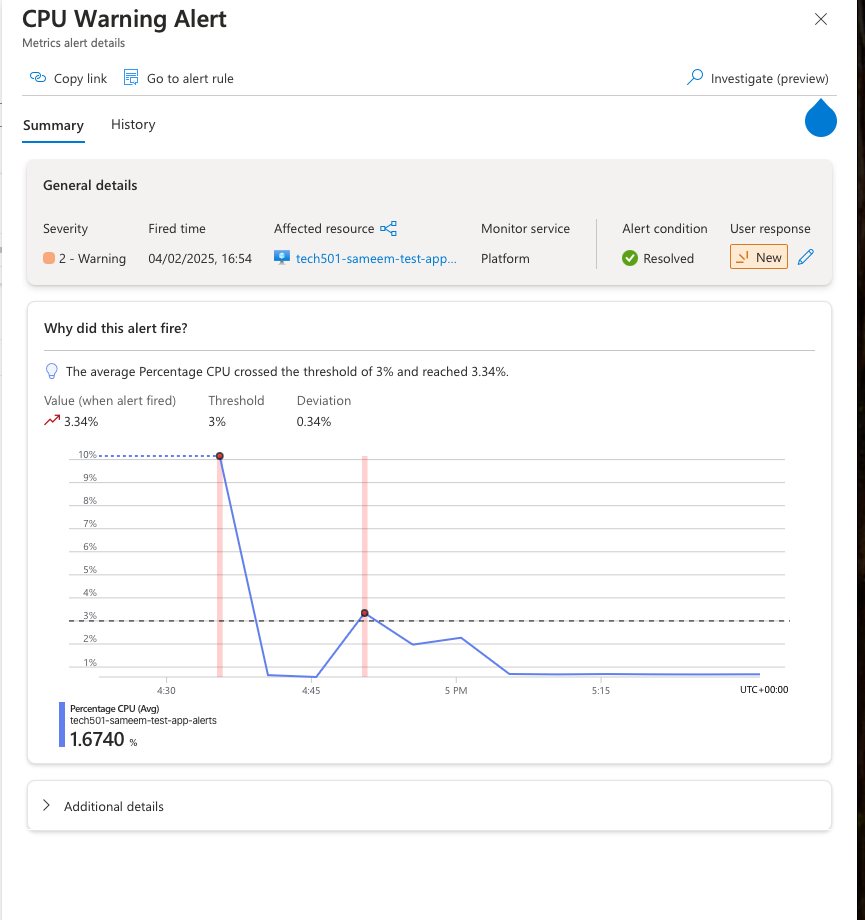 CPU Warning Alert
Metrics alert details
Copy link Go to alert rule Investigate (preview)
Summary History
General details
Severity Fired time Affected resource Monitor service Alert condition User response
2 - Warning 04/02/2025, 16:54 tech501-sameem-test-app... Platform Resolved New
Why did this alert fire?
The average Percentage CPU crossed the threshold of 3% and reached 3.34%.
Value (when alert fired) Threshold Deviation
3.34% 3% 0.34%
10%
9%
8%
7%
6%
5%
4%
3%
2%
1%
4:30 4:45 5 PM 5:15 UTC+00:00
Percentage CPU (Avg)
tech501-sameem-test-app-alerts
1.6740 %
Additional details